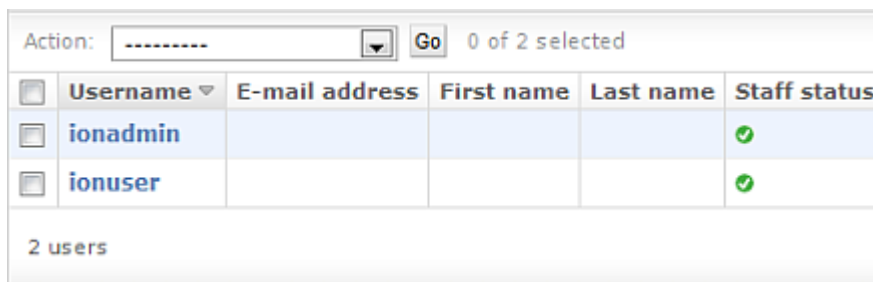 Action: --------- Go 0 of 2 selected
Username E-mail address First name Last name Staff status
ionadmin
ionuser
2 users